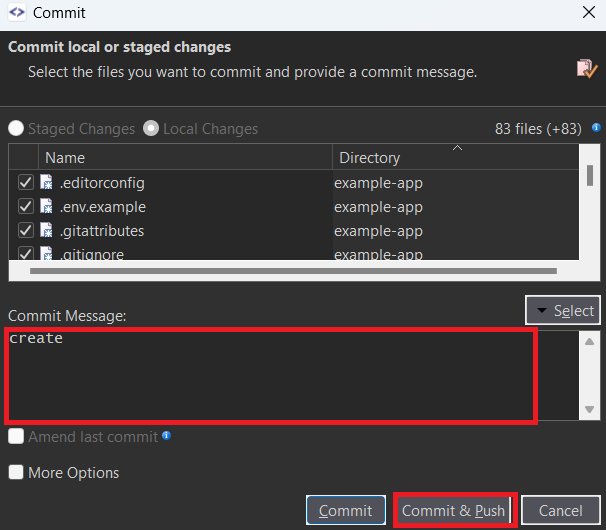 Commit
Commit local or staged changes
Select the files you want to commit and provide a commit message.
Staged Changes Local Changes 83 files (+83)
Name Directory
.editorconfig example-app
.env.example example-app
.gitattributes example-app
.gitignore example-app
Select
Commit Message:
create
Amend last commit
More Options
Commit Commit & Push Cancel